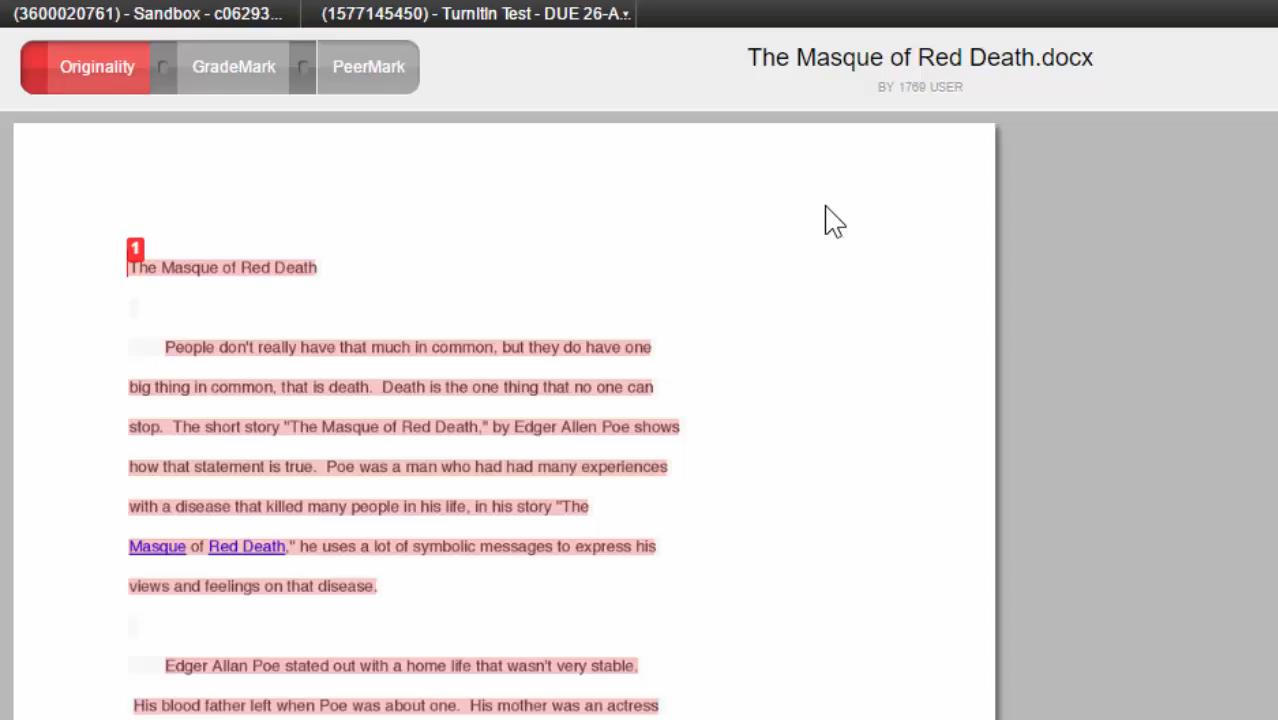 (3600020761) - Sandbox - c06293...
(1577145450) - TurnItIn Test - DUE 26-A...
Originality
GradeMark
PeerMark
The Masque of Red Death.docx
BY 1769 USER
1
The Masque of Red Death
People don't really have that much in common, but they do have one
big thing in common, that is death.  Death is the one thing that no one can
stop.  The short story "The Masque of Red Death," by Edger Allen Poe shows
how that statement is true.  Poe was a man who had had many experiences
with a disease that killed many people in his life, in his story "The
Masque of Red Death," he uses a lot of symbolic messages to express his
views and feelings on that disease.
Edger Allan Poe stated out with a home life that wasn't very stable.
His blood father left when Poe was about one.  His mother was an actress